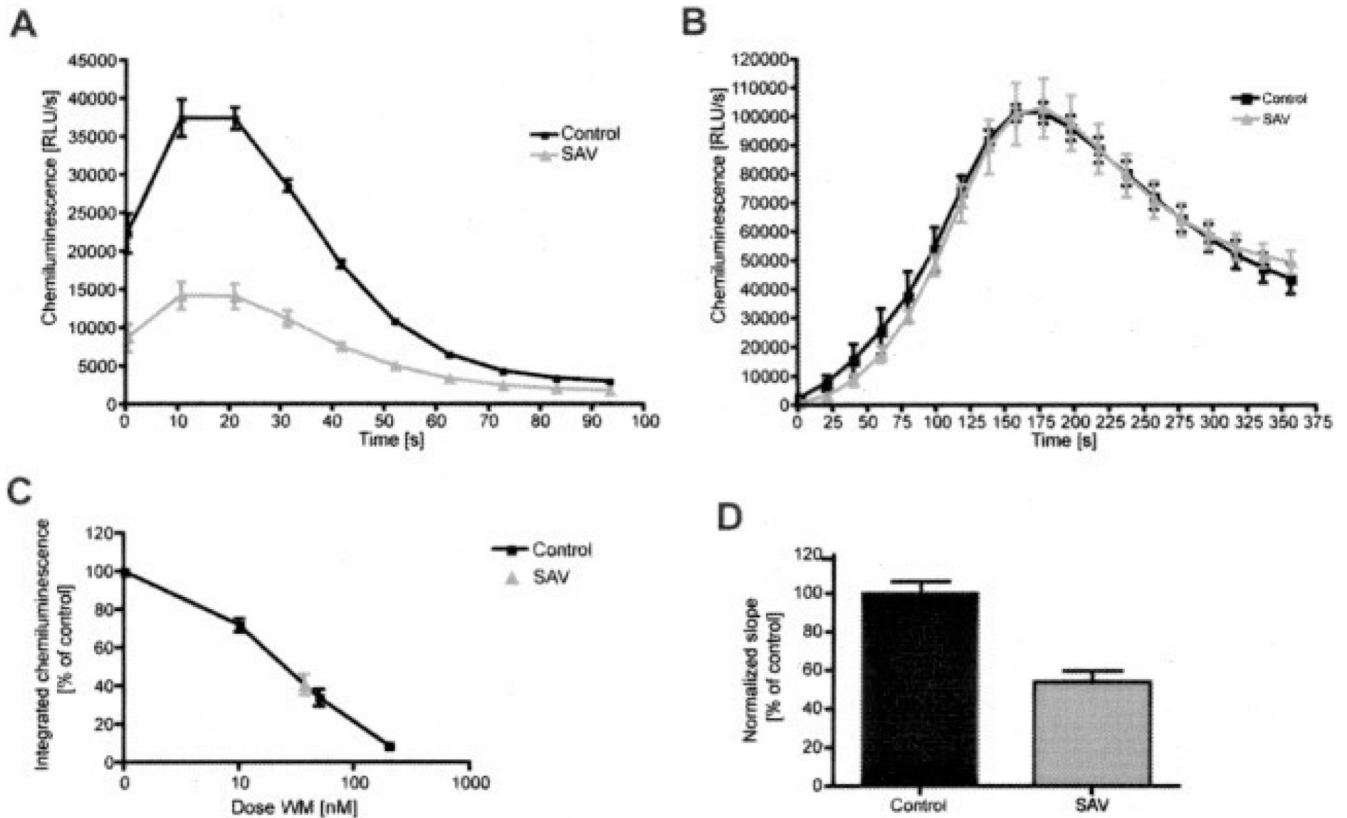 A
45000
40000
35000
30000
25000
20000
15000
10000
5000
0
Chemiluminescence [RLU/s]
0 10 20 30 40 50 60 70 80 90 100
Time [s]
Control
SAV
B
120000
110000
100000
90000
80000
70000
60000
50000
40000
30000
20000
10000
0
Chemiluminescence [RLU/s]
0 25 50 75 100 125 150 175 200 225 250 275 300 325 350 375
Time [s]
Control
SAV
C
120
100
80
60
40
20
0
Integrated chemiluminescence
[% of control]
0 10 100 1000
Dose WM [nM]
Control
SAV
D
120
100
80
60
40
20
0
Normalized slope
[% of control]
Control SAV